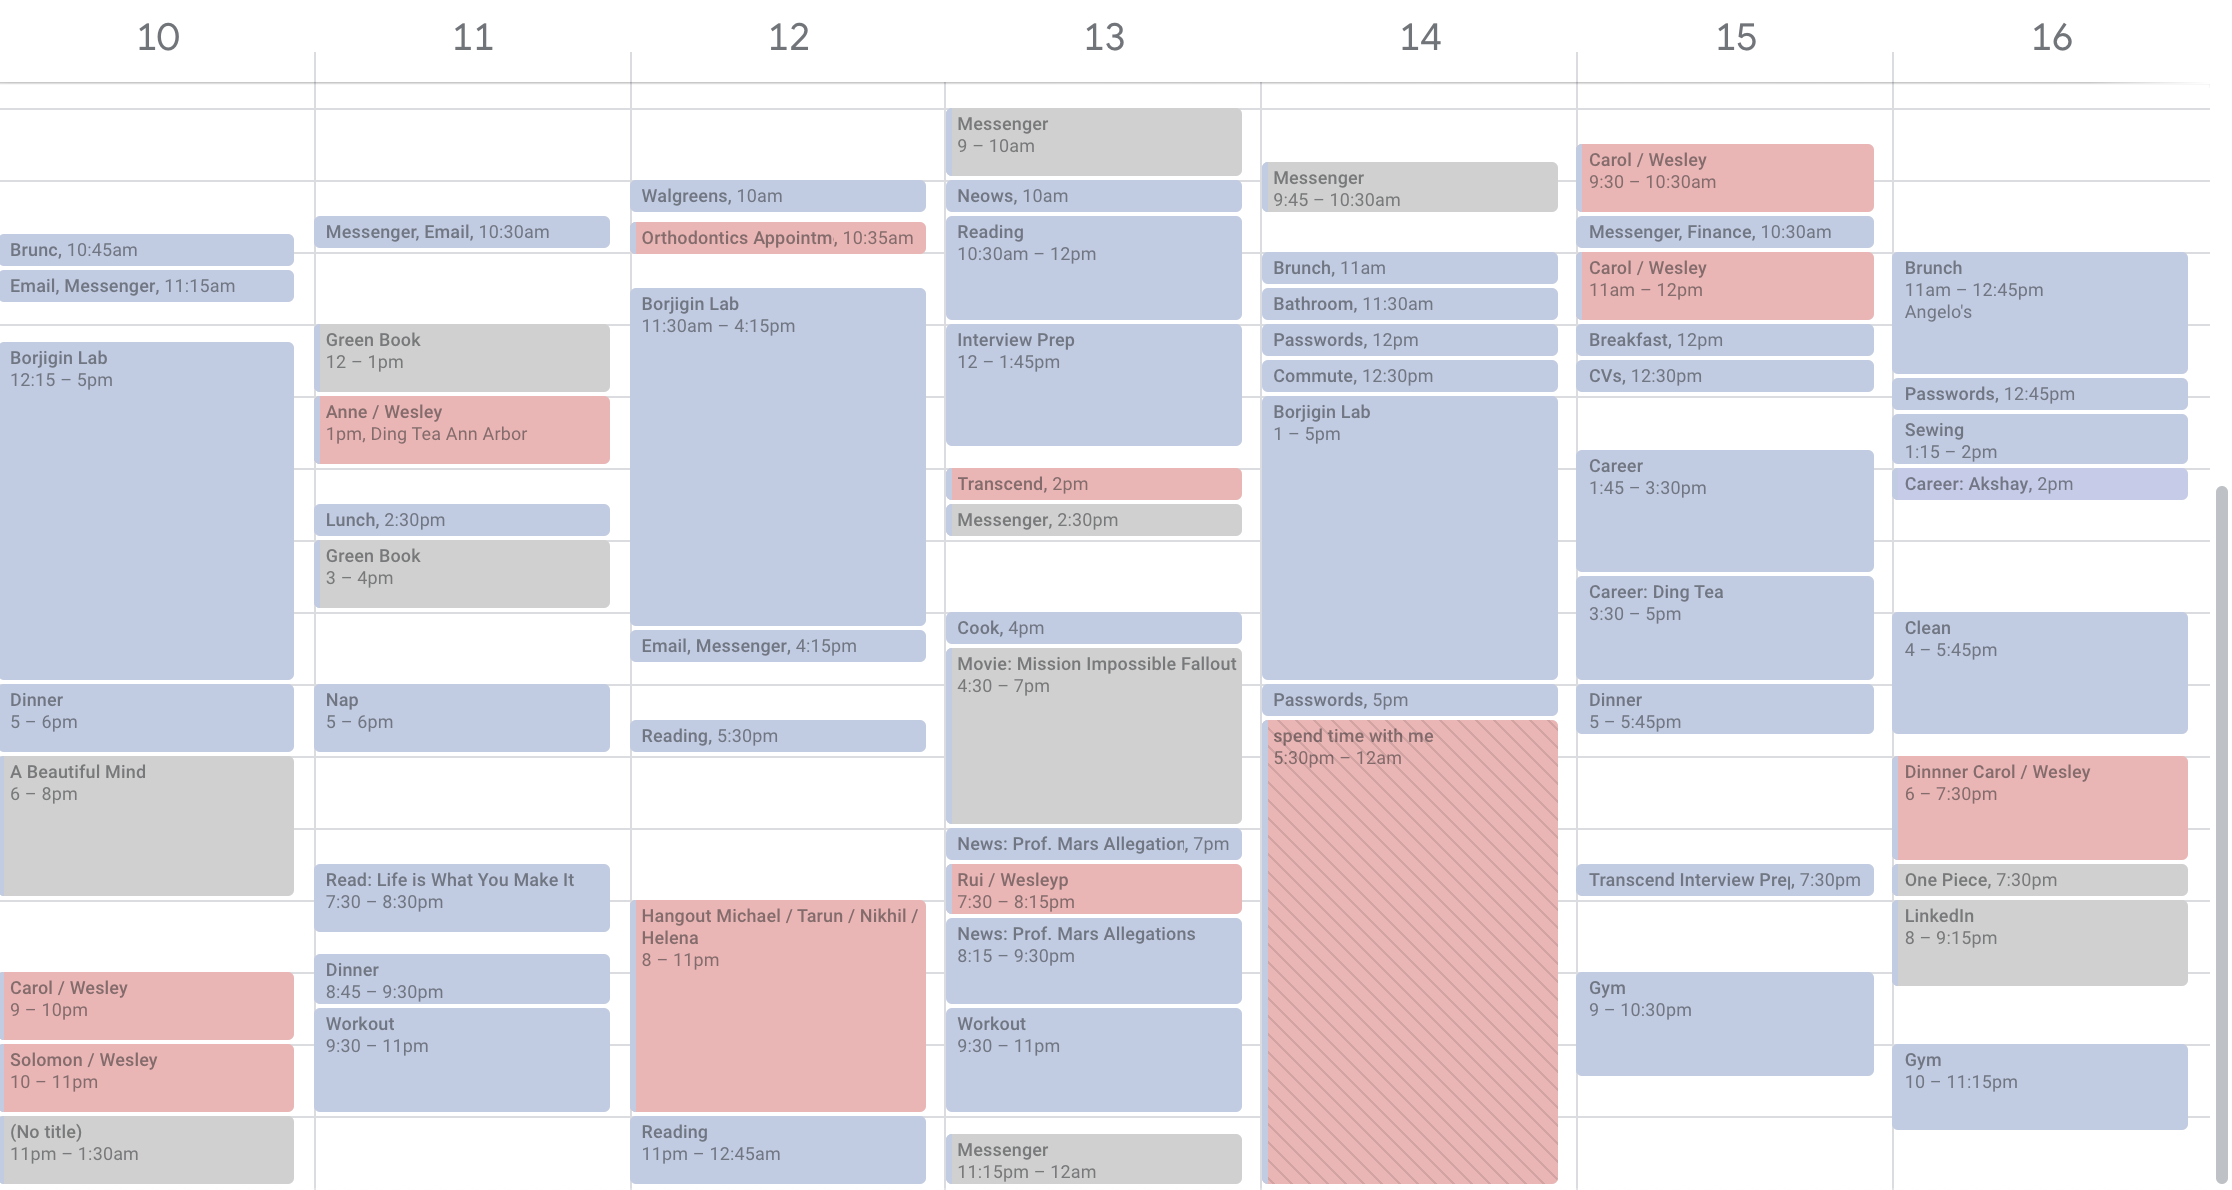 10
11
12
13
14
15
16
Brunc, 10:45am
Email, Messenger, 11:15am
Borjigin Lab
12:15 – 5pm
Dinner
5 – 6pm
A Beautiful Mind
6 – 8pm
Carol / Wesley
9 – 10pm
Solomon / Wesley
10 – 11pm
(No title)
11pm – 1:30am
Messenger, Email, 10:30am
Green Book
12 – 1pm
Anne / Wesley
1pm, Ding Tea Ann Arbor
Lunch, 2:30pm
Green Book
3 – 4pm
Nap
5 – 6pm
Read: Life is What You Make It
7:30 – 8:30pm
Dinner
8:45 – 9:30pm
Workout
9:30 – 11pm
Walgreens, 10am
Orthodontics Appointm, 10:35am
Borjigin Lab
11:30am – 4:15pm
Email, Messenger, 4:15pm
Reading, 5:30pm
Hangout Michael / Tarun / Nikhil /
Helena
8 – 11pm
Reading
11pm – 12:45am
Messenger
9 – 10am
Neows, 10am
Reading
10:30am – 12pm
Interview Prep
12 – 1:45pm
Transcend, 2pm
Messenger, 2:30pm
Cook, 4pm
Movie: Mission Impossible Fallout
4:30 – 7pm
News: Prof. Mars Allegation, 7pm
Rui / Wesleyp
7:30 – 8:15pm
News: Prof. Mars Allegations
8:15 – 9:30pm
Workout
9:30 – 11pm
Messenger
11:15pm – 12am
Messenger
9:45 – 10:30am
Brunch, 11am
Bathroom, 11:30am
Passwords, 12pm
Commute, 12:30pm
Borjigin Lab
1 – 5pm
Passwords, 5pm
spend time with me
5:30pm – 12am
Carol / Wesley
9:30 – 10:30am
Messenger, Finance, 10:30am
Carol / Wesley
11am – 12pm
Breakfast, 12pm
CVs, 12:30pm
Career
1:45 – 3:30pm
Career: Ding Tea
3:30 – 5pm
Dinner
5 – 5:45pm
Transcend Interview Prep, 7:30pm
Gym
9 – 10:30pm
Brunch
11am – 12:45pm
Angelo's
Passwords, 12:45pm
Sewing
1:15 – 2pm
Career: Akshay, 2pm
Clean
4 – 5:45pm
Dinnner Carol / Wesley
6 – 7:30pm
One Piece, 7:30pm
LinkedIn
8 – 9:15pm
Gym
10 – 11:15pm